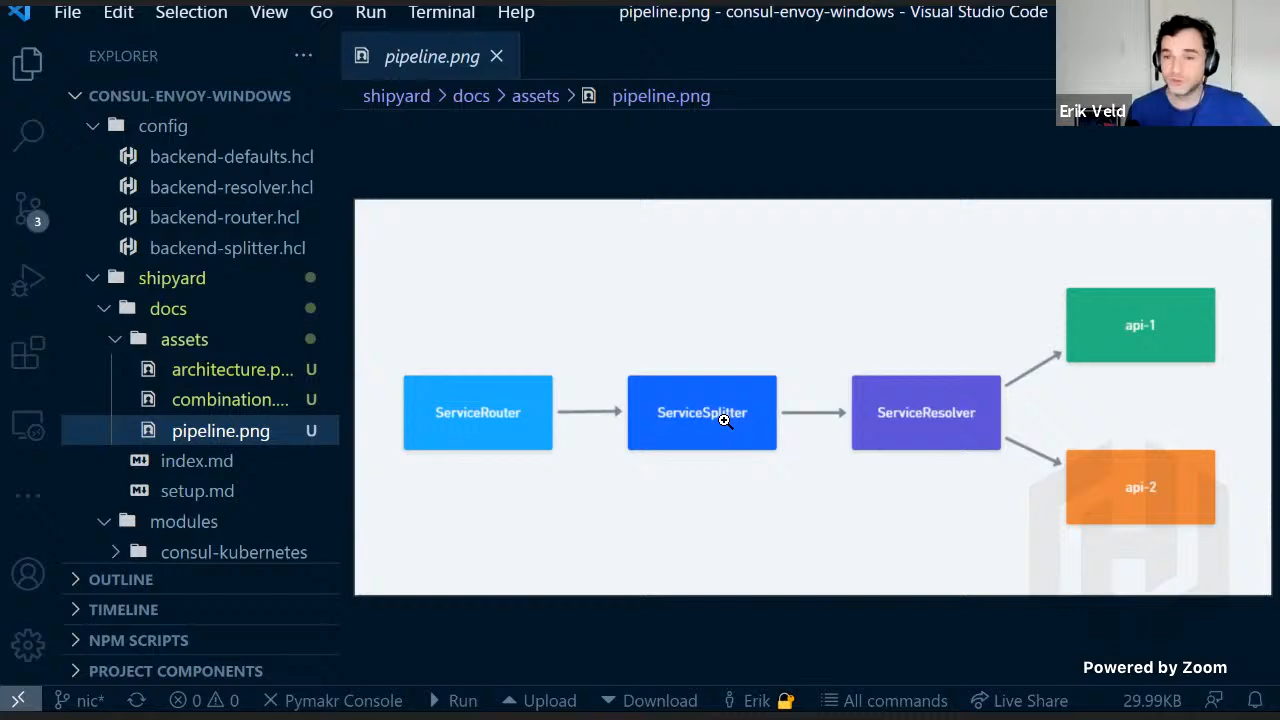 File Edit Selection View Go Run Terminal Help pipeline.png - consul-envoy-windows - Visual Studio Code
EXPLORER
pipeline.png
Erik Veld
CONSUL-ENVOY-WINDOWS
shipyard docs assets pipeline.png
config
backend-defaults.hcl
backend-resolver.hcl
backend-router.hcl
backend-splitter.hcl
3
shipyard
docs
assets
architecture.p... U
combination.... U
pipeline.png U
index.md
setup.md
modules
consul-kubernetes
OUTLINE
TIMELINE
NPM SCRIPTS
PROJECT COMPONENTS
ServiceRouter
ServiceSplitter
ServiceResolver
api-1
api-2
Powered by Zoom
nic* 0 0 Pymakr Console Run Upload Download Erik All commands Live Share 29.99KB